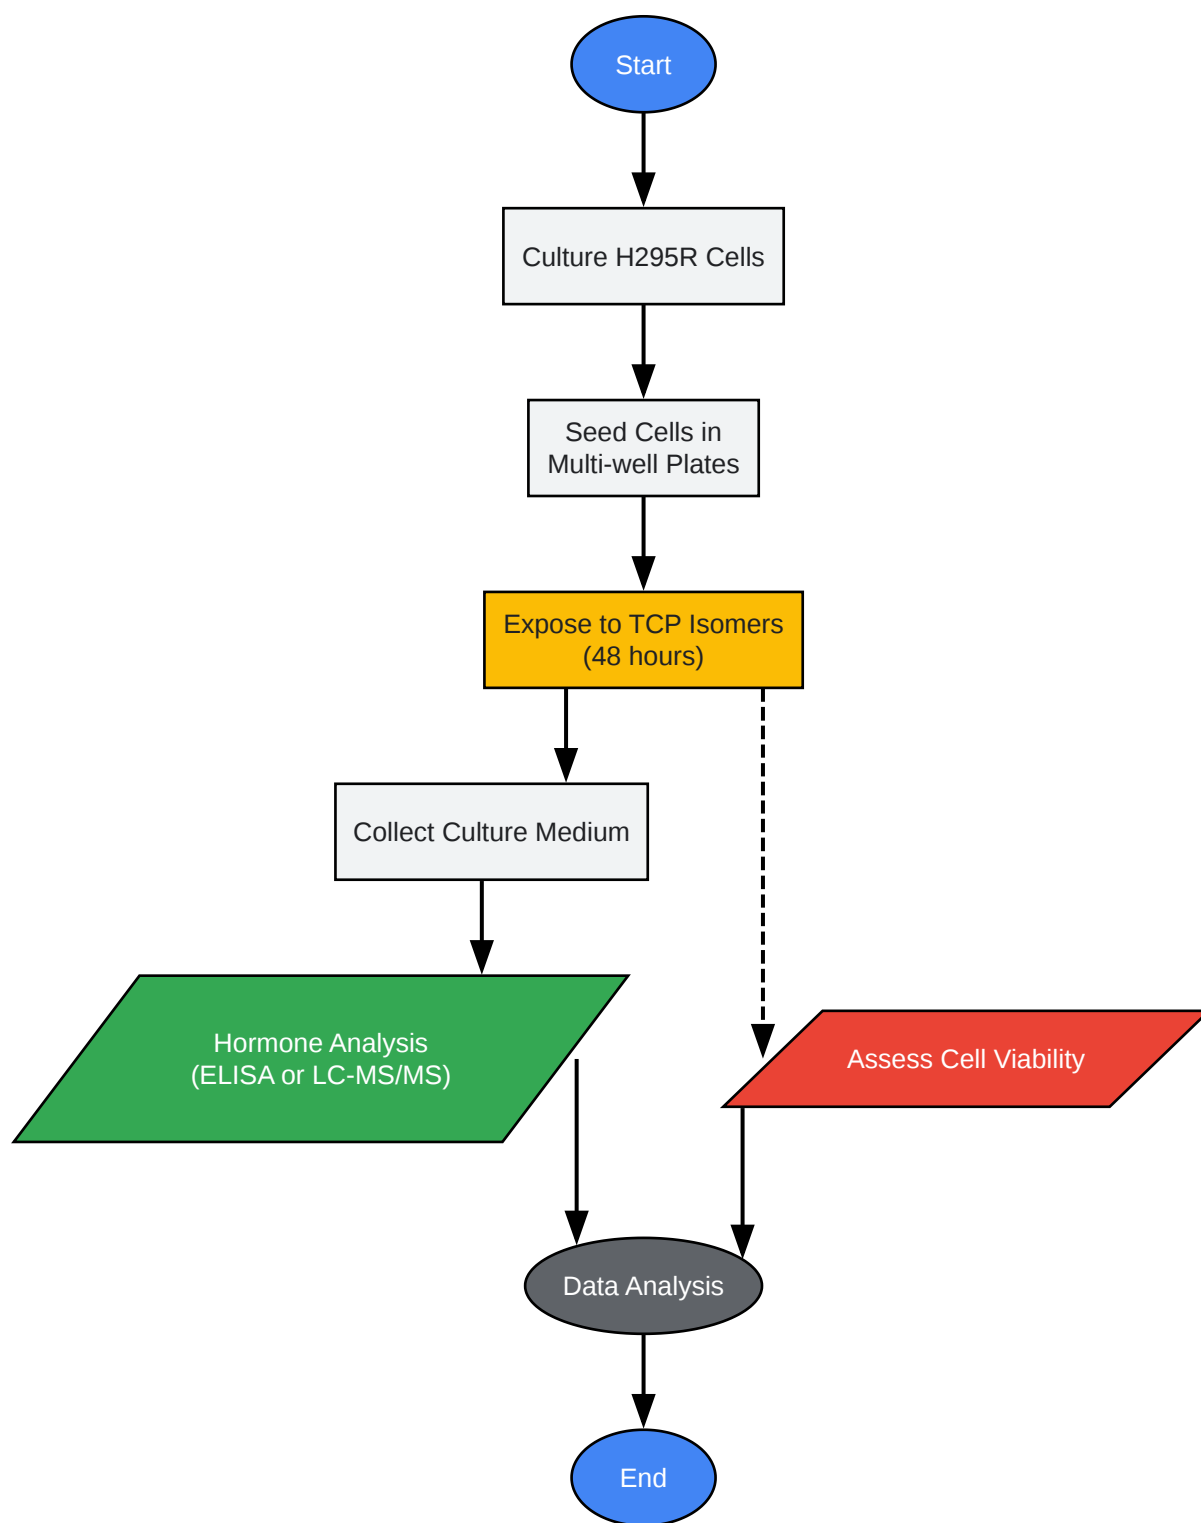 Start
Culture H295R Cells
Seed Cells in
Multi-well Plates
Expose to TCP Isomers
(48 hours)
Collect Culture Medium
Hormone Analysis
(ELISA or LC-MS/MS)
Assess Cell Viability
Data Analysis
End